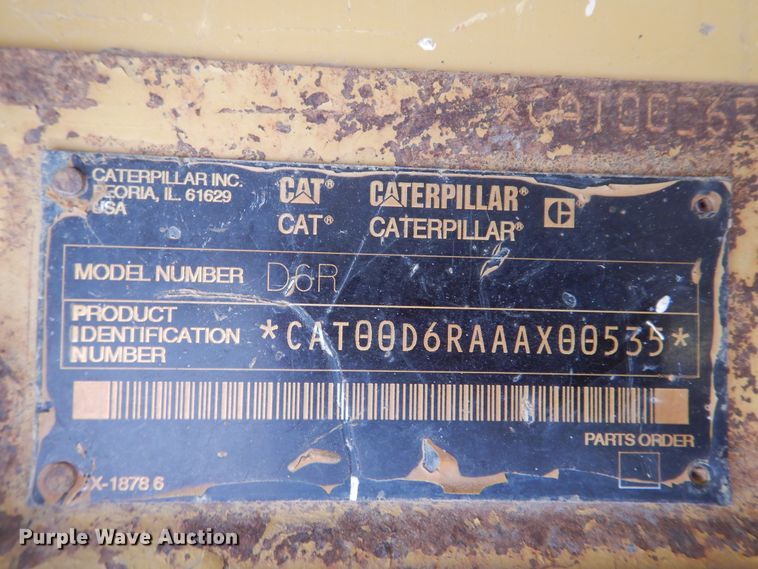 *CAT00D6R
CATERPILLAR INC.
PEORIA, IL. 61629
USA
CAT® CATERPILLAR®
CAT® CATERPILLAR®
MODEL NUMBER D6R
PRODUCT
IDENTIFICATION
NUMBER
*CAT00D6RAAAX00535*
PARTS ORDER
X-1878 6
Purple Wave Auction